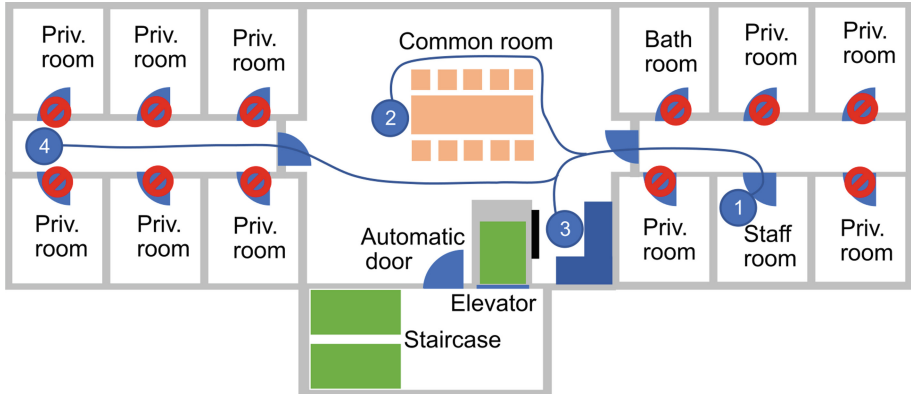 Priv.
room
Priv.
room
Priv.
room
Common room
Bath
room
Priv.
room
Priv.
room
2
4
1
3
Priv.
room
Priv.
room
Priv.
room
Automatic
door
Priv.
room
Staff
room
Priv.
room
Elevator
Staircase